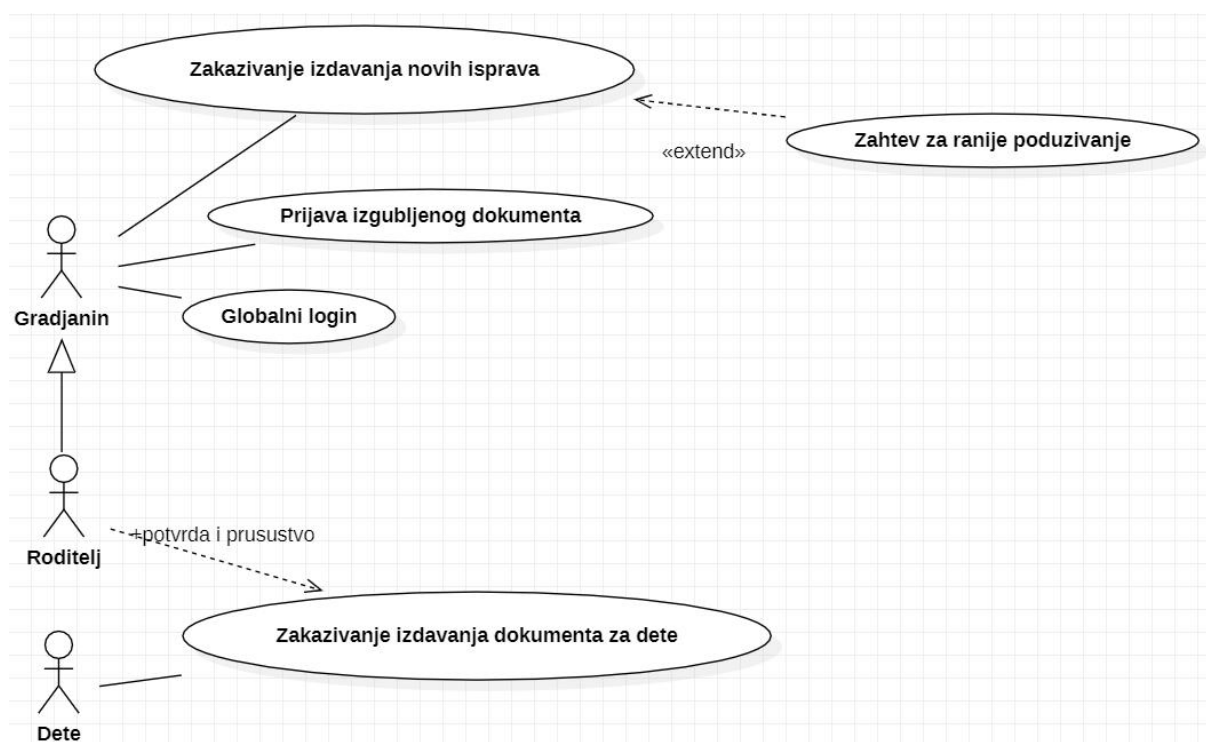 Zakazivanje izdavanja novih isprava
«extend»
Zahtev za ranije poduzivanje
Prijava izgubljenog dokumenta
Globalni login
Gradjanin
+potvrda i prusustvo
Roditelj
Zakazivanje izdavanja dokumenta za dete
Dete